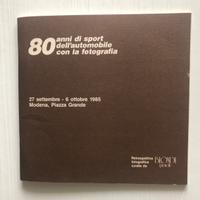 80 anni di sport
dell'automobile
con la fotografia
27 settembre - 6 ottobre 1985
Modena, Piazza Grande
Retrospettiva
fotografica
curata da